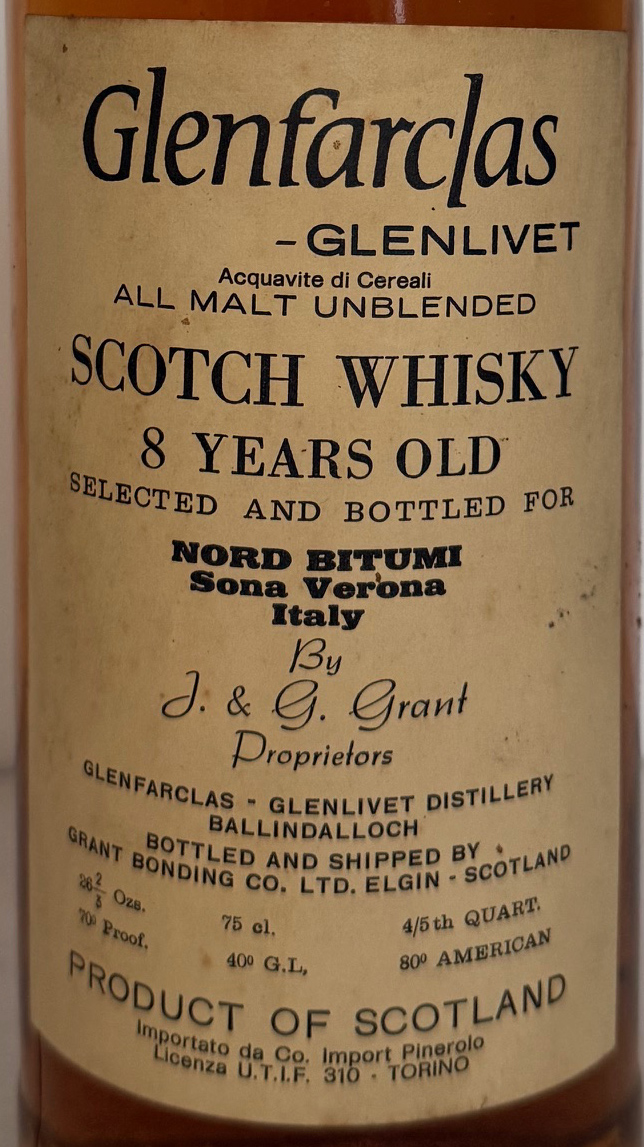 Glenfarclas
-GLENLIVET
Acquavite di Cereali
ALL MALT UNBLENDED
SCOTCH WHISKY
8 YEARS OLD
SELECTED AND BOTTLED FOR
NORD BITUMI
Sona Verona
Italy
By
J. & G. Grant
Proprietors
GLENFARCLAS - GLENLIVET DISTILLERY
BALLINDALLOCH
BOTTLED AND SHIPPED BY
GRANT BONDING CO. LTD. ELGIN - SCOTLAND
26 2/3 Ozs. 75 cl. 4/5th QUART.
70º Proof. 40º G.L, 80º AMERICAN
PRODUCT OF SCOTLAND
Importato da Co. Import Pinerolo
Licenza U.T.I.F. 310 - TORINO